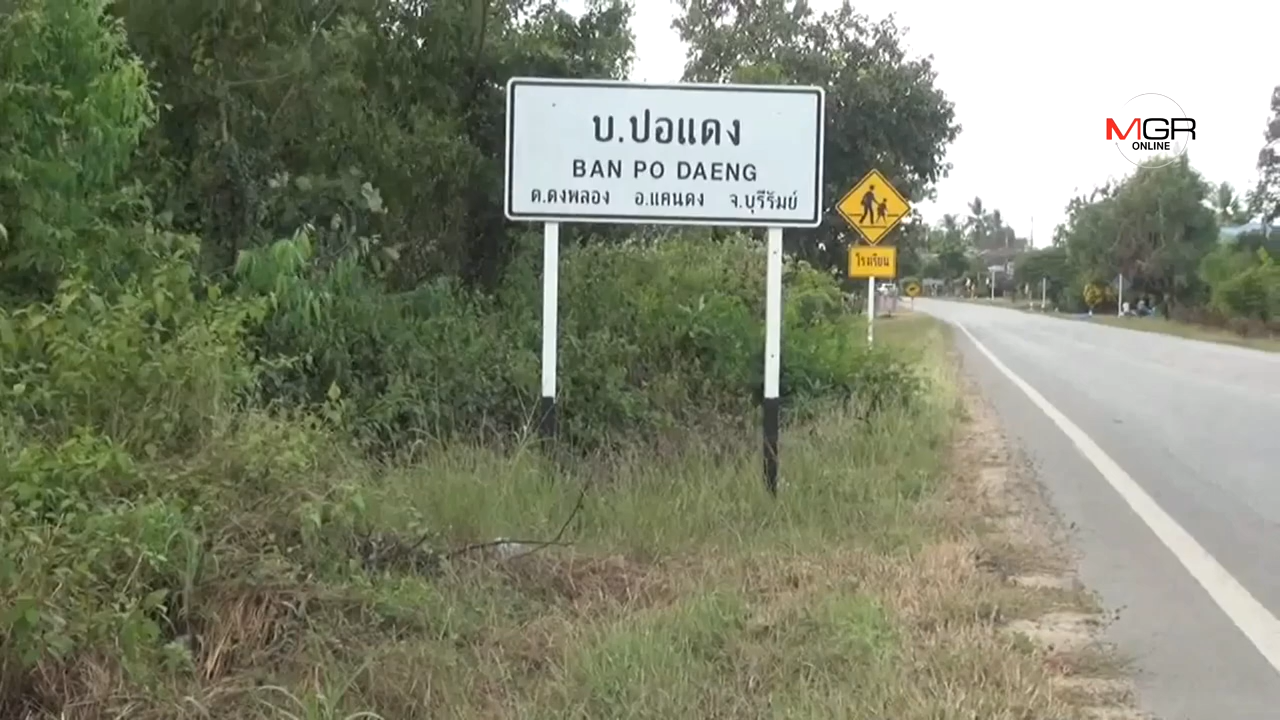 บ.ปอแดง
BAN PO DAENG
ต.ดงพลอง อ.แคนดง จ.บุรีรัมย์
โรงเรียน
MGR
ONLINE